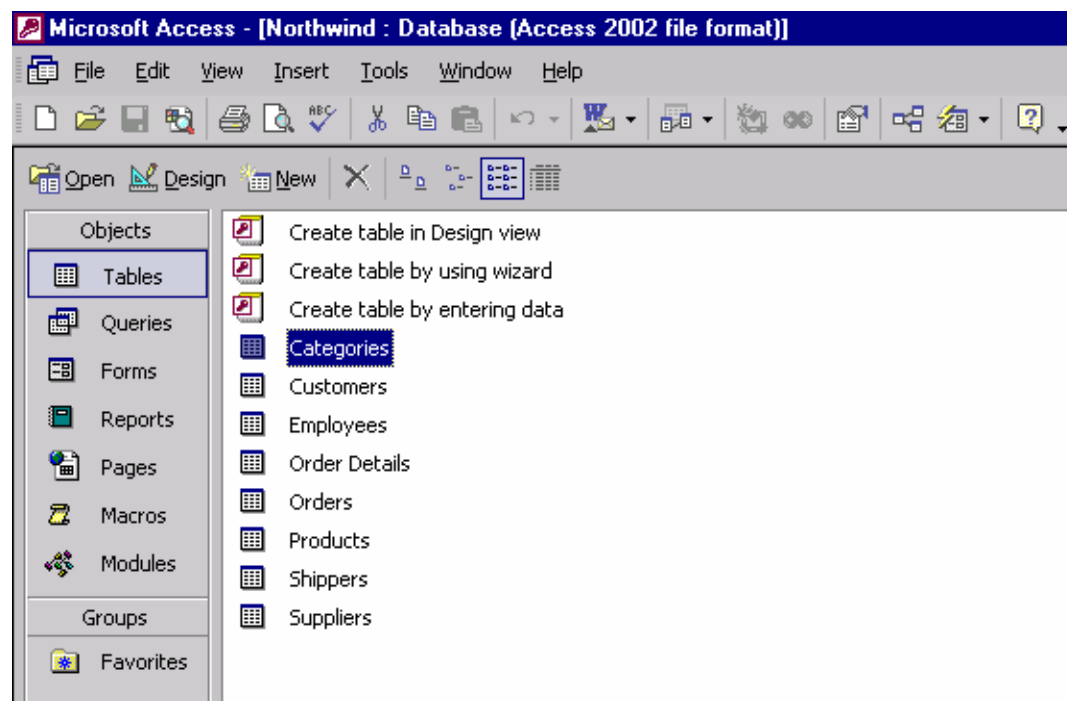 Microsoft Access - [Northwind : Database (Access 2002 file format)]
File Edit View Insert Tools Window Help
ABC W
Open Design New
Objects
Tables
Queries
Forms
Reports
Pages
Macros
Modules
Groups
Favorites
Create table in Design view
Create table by using wizard
Create table by entering data
Categories
Customers
Employees
Order Details
Orders
Products
Shippers
Suppliers